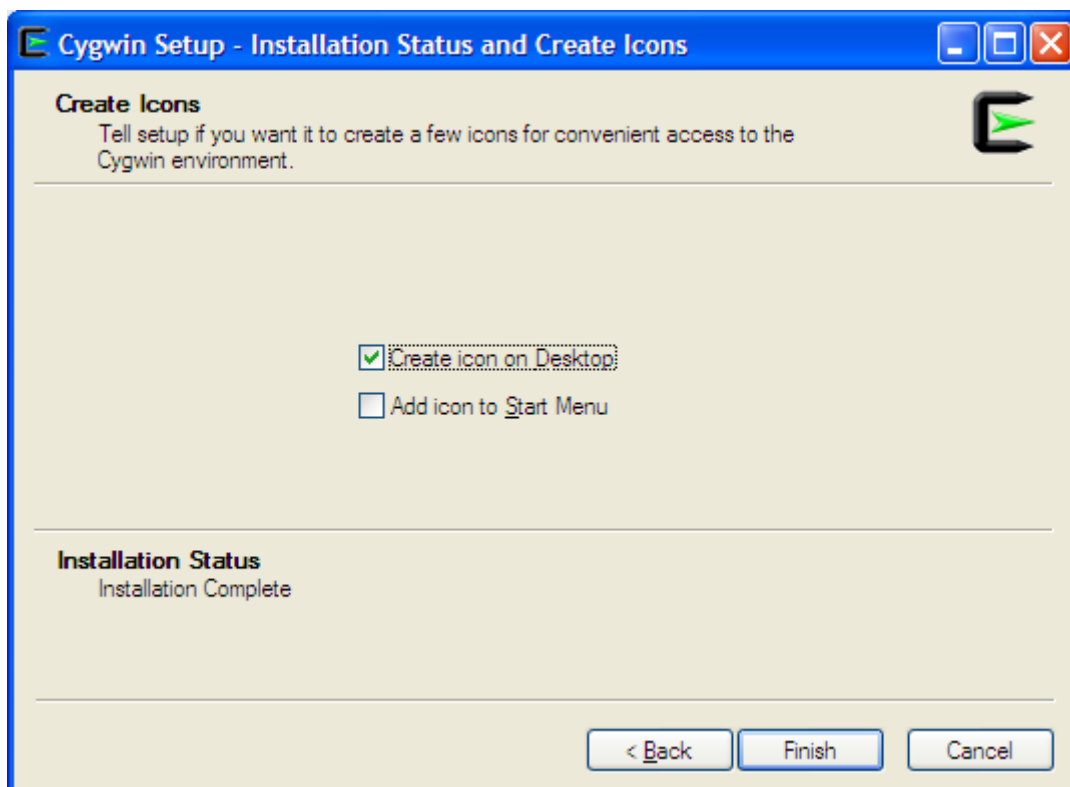 Cygwin Setup - Installation Status and Create Icons
Create Icons
Tell setup if you want it to create a few icons for convenient access to the
Cygwin environment.
Create icon on Desktop
Add icon to Start Menu
Installation Status
Installation Complete
< Back
Finish
Cancel